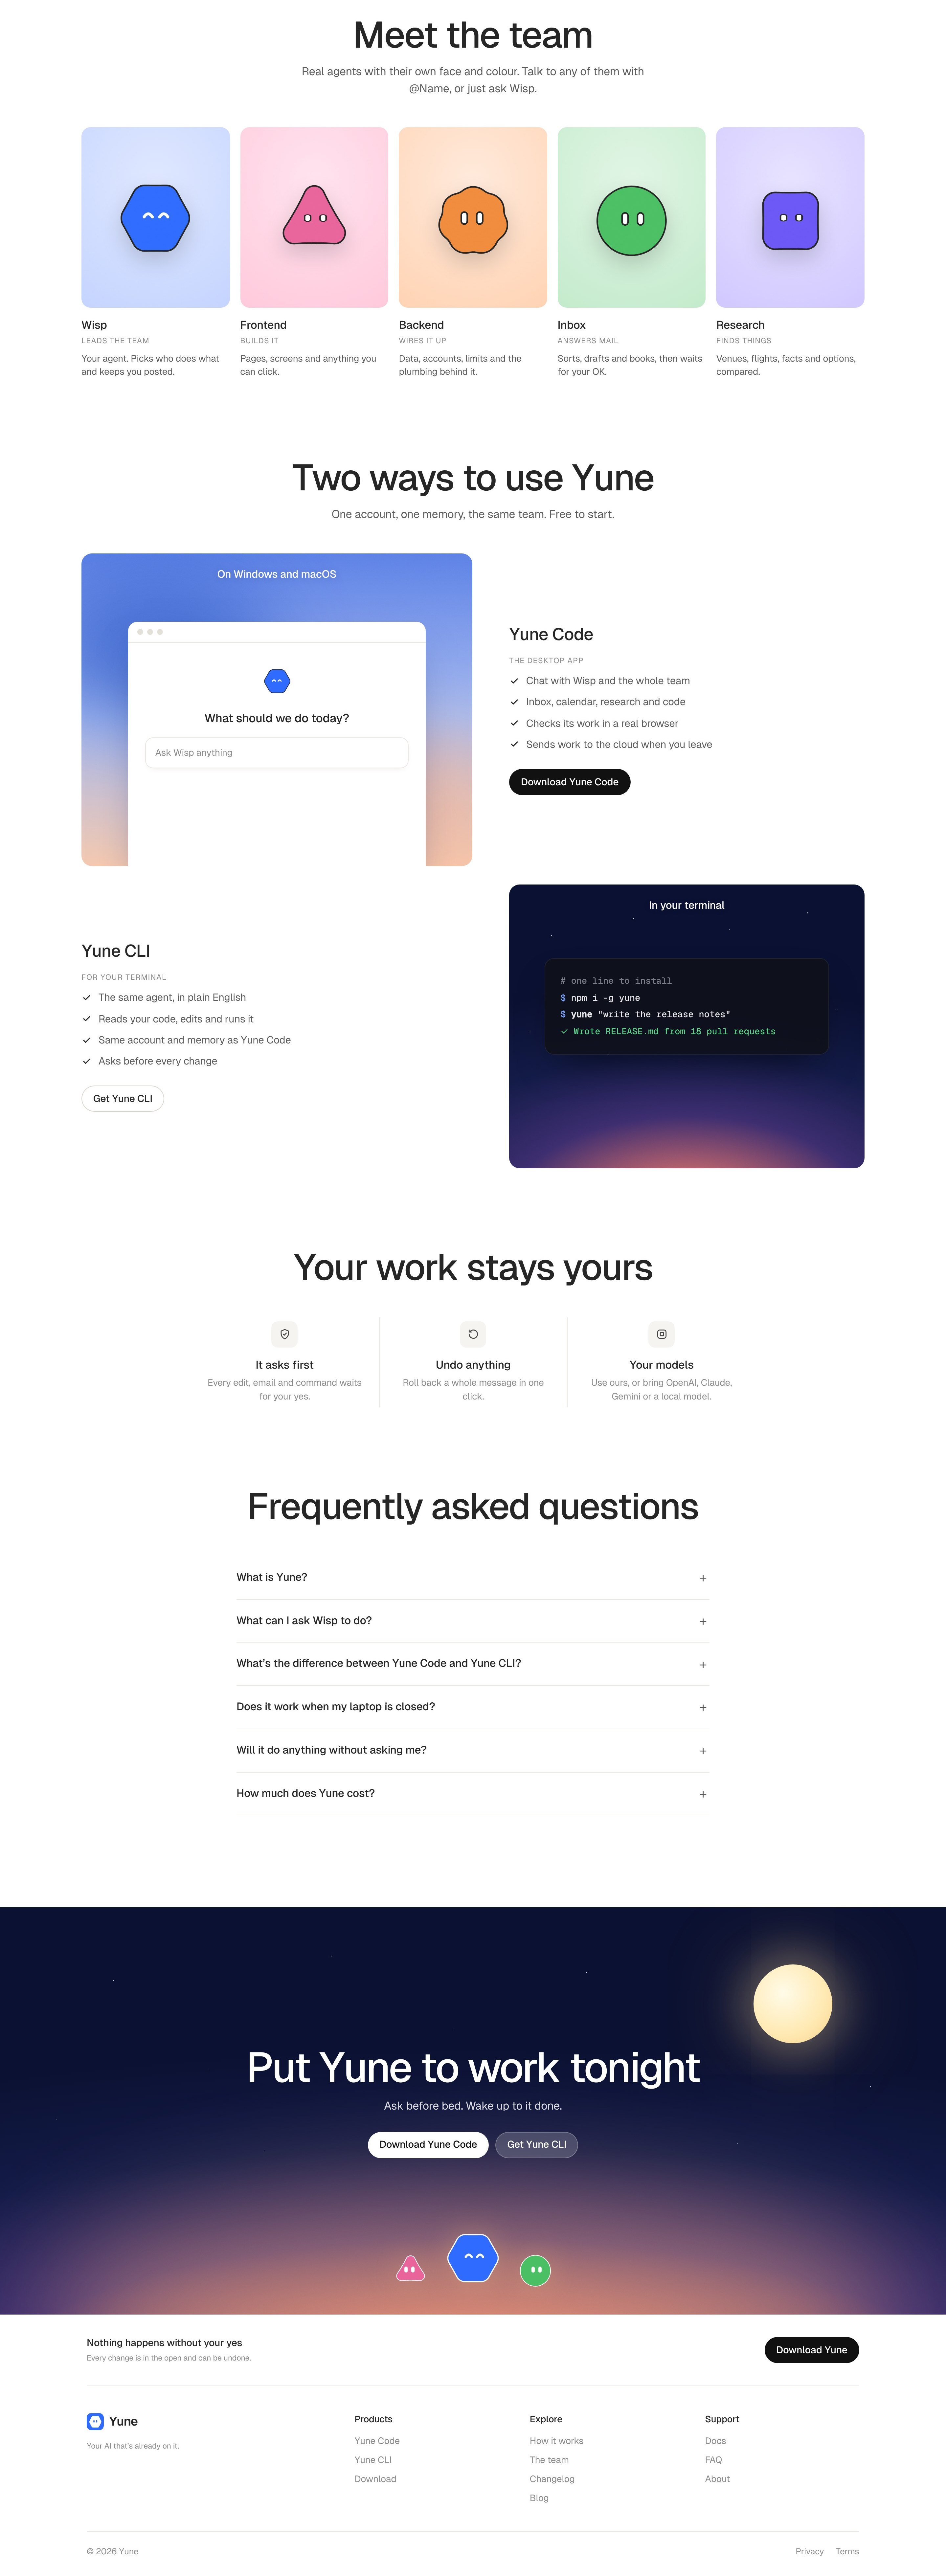 Meet the team
Real agents with their own face and colour. Talk to any of them with
@Name, or just ask Wisp.
Wisp
LEADS THE TEAM
Your agent. Picks who does what
and keeps you posted.
Frontend
BUILDS IT
Pages, screens and anything you
can click.
Backend
WIRES IT UP
Data, accounts, limits and the
plumbing behind it.
Inbox
ANSWERS MAIL
Sorts, drafts and books, then waits
for your OK.
Research
FINDS THINGS
Venues, flights, facts and options,
compared.
Two ways to use Yune
One account, one memory, the same team. Free to start.
On Windows and macOS
What should we do today?
Ask Wisp anything
Yune Code
THE DESKTOP APP
Chat with Wisp and the whole team
Inbox, calendar, research and code
Checks its work in a real browser
Sends work to the cloud when you leave
Download Yune Code
Yune CLI
FOR YOUR TERMINAL
The same agent, in plain English
Reads your code, edits and runs it
Same account and memory as Yune Code
Asks before every change
Get Yune CLI
In your terminal
# one line to install
$ npm i -g yune
$ yune "write the release notes"
✓ Wrote RELEASE.md from 18 pull requests
Your work stays yours
It asks first
Every edit, email and command waits
for your yes.
Undo anything
Roll back a whole message in one
click.
Your models
Use ours, or bring OpenAI, Claude,
Gemini or a local model.
Frequently asked questions
What is Yune?
What can I ask Wisp to do?
What's the difference between Yune Code and Yune CLI?
Does it work when my laptop is closed?
Will it do anything without asking me?
How much does Yune cost?
Put Yune to work tonight
Ask before bed. Wake up to it done.
Download Yune Code
Get Yune CLI
Nothing happens without your yes
Every change is in the open and can be undone.
Download Yune
Yune
Your AI that's already on it.
Products
Yune Code
Yune CLI
Download
Explore
How it works
The team
Changelog
Blog
Support
Docs
FAQ
About
© 2026 Yune
Privacy
Terms